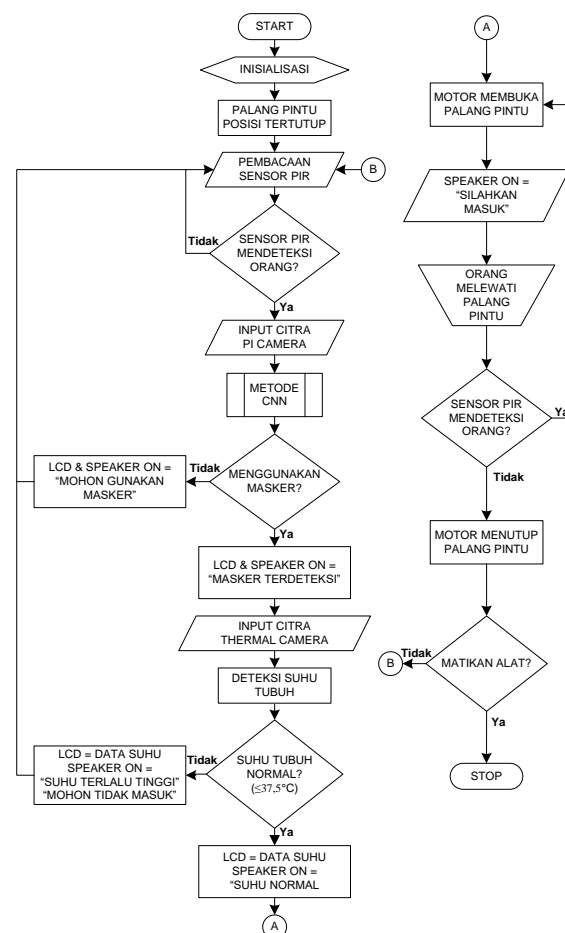 START
INISIALISASI
PALANG PINTU
POSISI TERTUTUP
PEMBACAAN
SENSOR PIR
B
SENSOR PIR
MENDETEKSI
ORANG?
Tidak
Ya
INPUT CITRA
PI CAMERA
METODE
CNN
MENGGUNAKAN
MASKER?
Tidak
LCD & SPEAKER ON =
“MOHON GUNAKAN
MASKER”
Ya
LCD & SPEAKER ON =
“MASKER TERDETEKSI”
INPUT CITRA
THERMAL CAMERA
DETEKSI SUHU
TUBUH
SUHU TUBUH
NORMAL?
(≤37,5°C)
Tidak
LCD = DATA SUHU
SPEAKER ON =
“SUHU TERLALU TINGGI”
“MOHON TIDAK MASUK”
Ya
LCD = DATA SUHU
SPEAKER ON =
“SUHU NORMAL
A
A
MOTOR MEMBUKA
PALANG PINTU
SPEAKER ON =
“SILAHKAN
MASUK”
ORANG
MELEWATI
PALANG
PINTU
SENSOR PIR
MENDETEKSI
ORANG?
Ya
Tidak
MOTOR MENUTUP
PALANG PINTU
MATIKAN ALAT?
Tidak
B
Ya
STOP